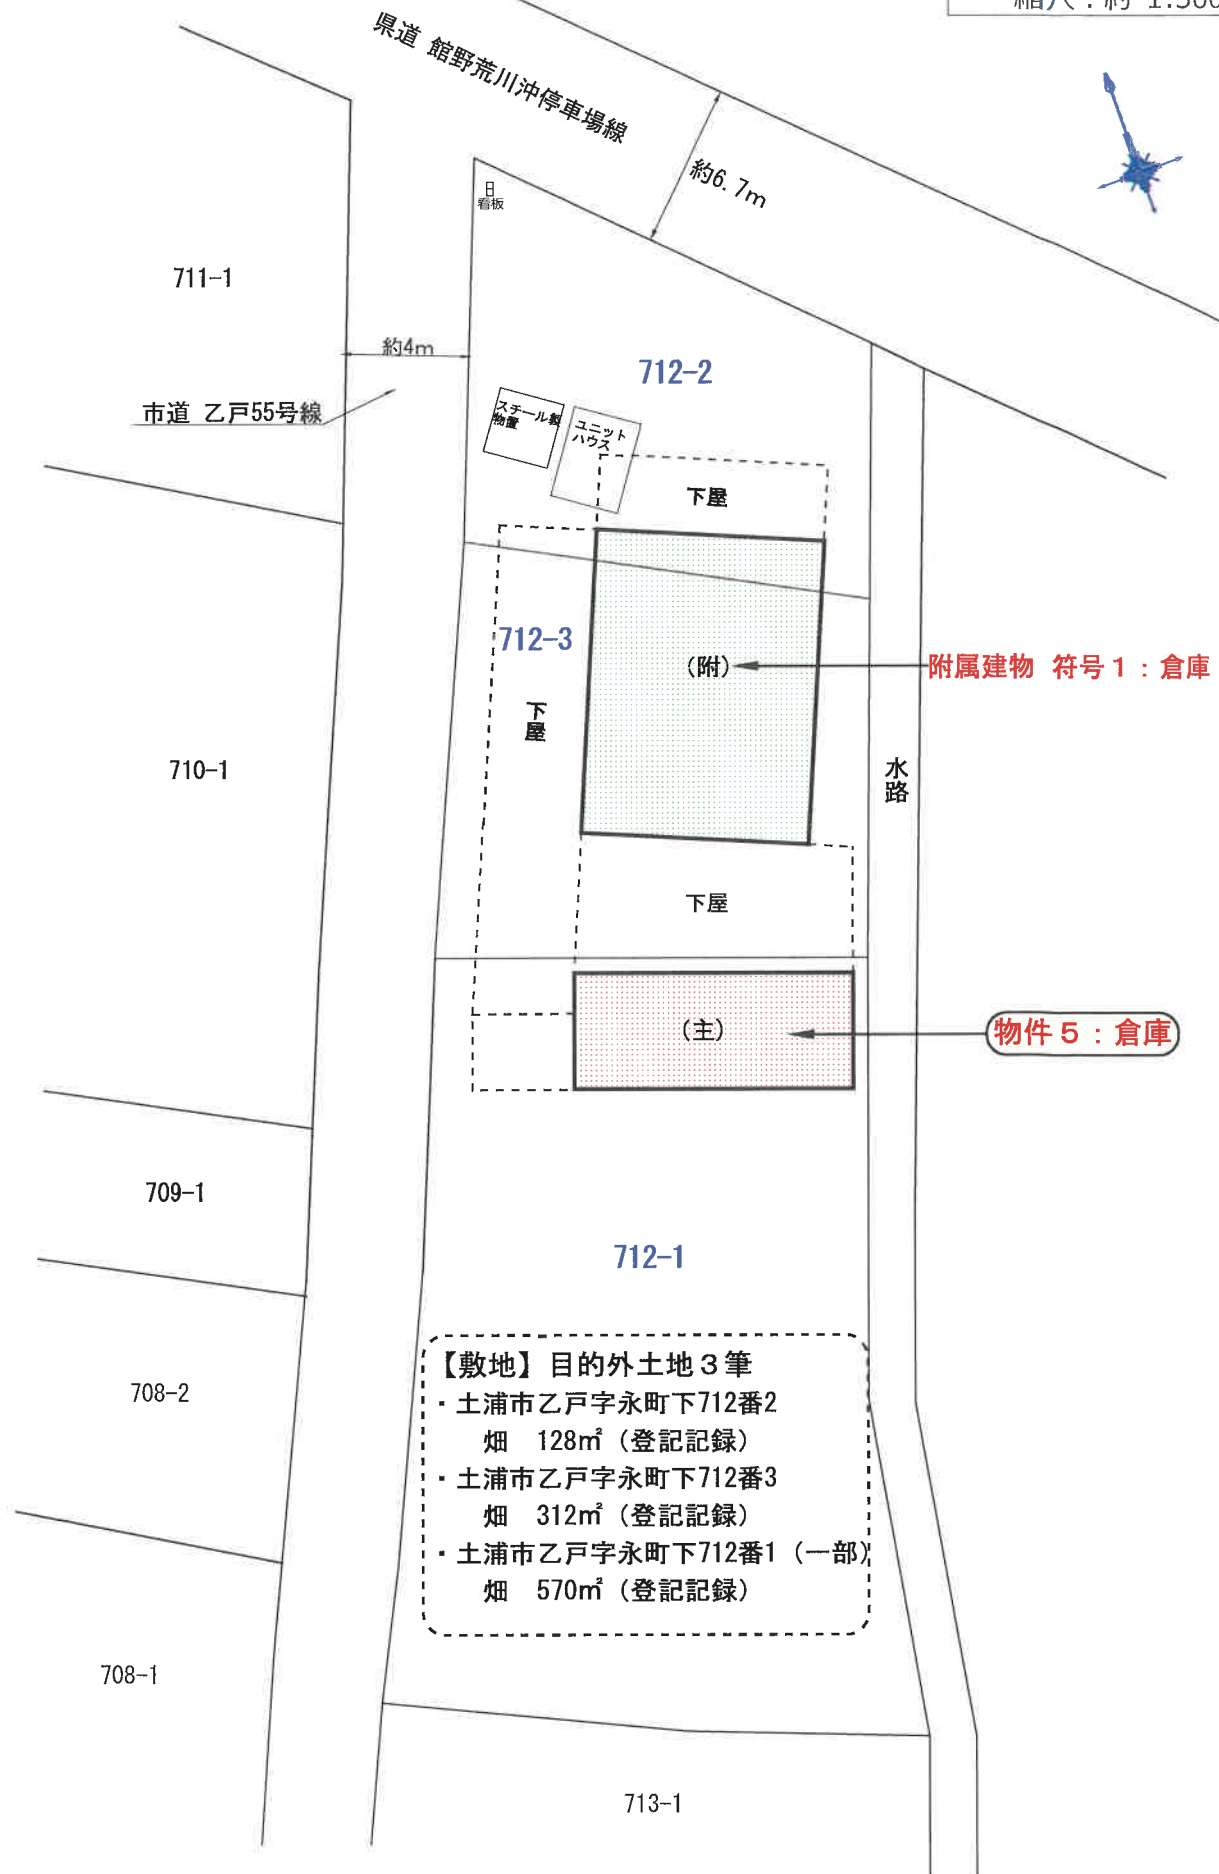 県道 館野荒川沖停車場線
約6.7m
看板
711-1
約4m
712-2
市道 乙戸55号線
スチール製
物置
ユニット
ハウス
下屋
712-3
(附)
附属建物 符号1：倉庫
下屋
710-1
水路
下屋
(主)
物件5：倉庫
709-1
712-1
【敷地】目的外土地3筆
・土浦市乙戸字永町下712番2
畑 128㎡（登記記録）
・土浦市乙戸字永町下712番3
畑 312㎡（登記記録）
・土浦市乙戸字永町下712番1（一部）
畑 570㎡（登記記録）
708-2
708-1
713-1